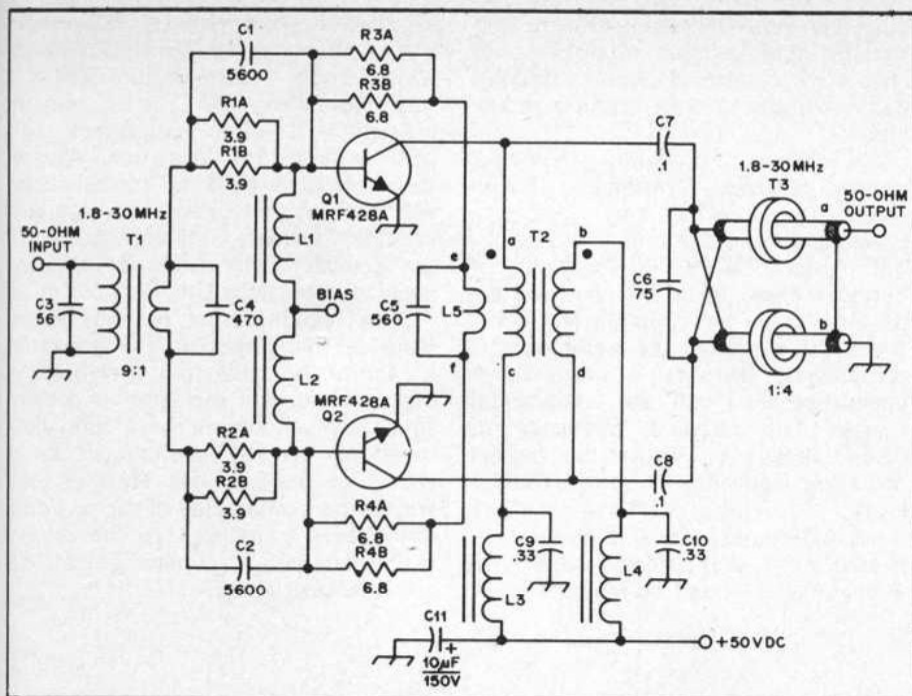 C1
5600
R3A
6.8
R3B
6.8
R1A
3.9
R1B
3.9
Q1
MRF428A
1.8-30MHz
50-OHM
INPUT
T1
C3
56
9:1
C4
470
L1
BIAS
L2
C5
560
e
L5
f
a
T2
b
c
d
C7
.1
C6
75
1.8-30MHz
T3
a
50-OHM
OUTPUT
b
1:4
MRF428A
Q2
R2A
3.9
R2B
3.9
C2
5600
R4A
6.8
R4B
6.8
C8
.1
C9
.33
L3
C10
.33
L4
C11
+
10µF
150V
+50VDC